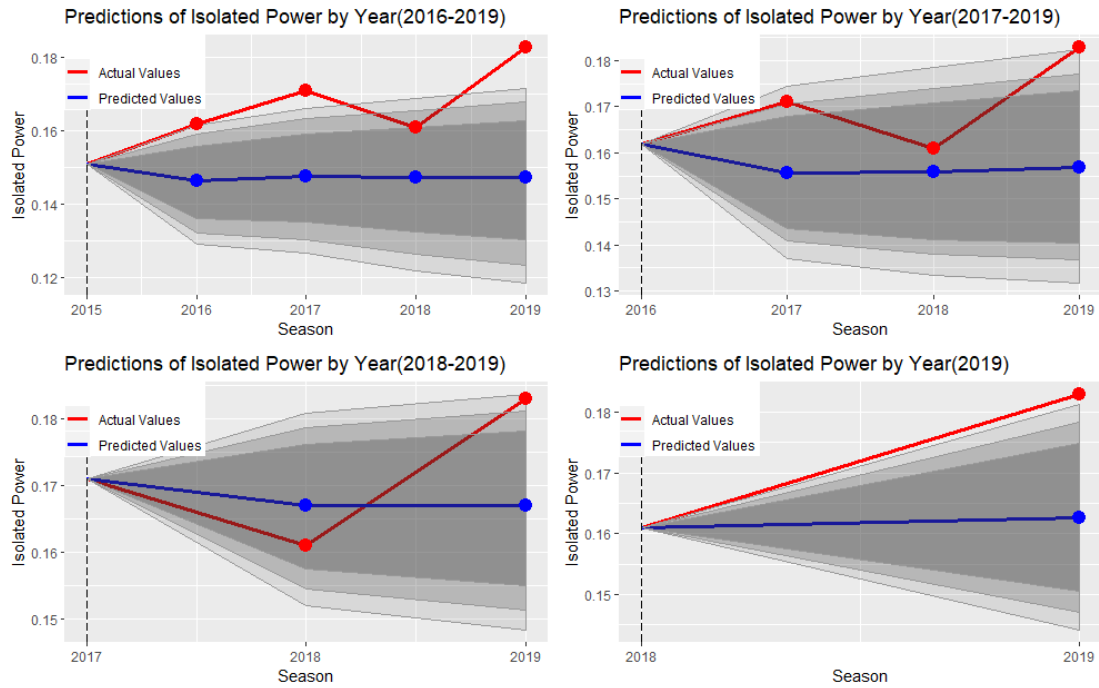 Predictions of Isolated Power by Year(2016-2019)
Isolated Power
0.18
0.16
0.14
0.12
Actual Values
Predicted Values
2015 2016 2017 2018 2019
Season
Predictions of Isolated Power by Year(2017-2019)
Isolated Power
0.18
0.17
0.16
0.15
0.14
0.13
Actual Values
Predicted Values
2016 2017 2018 2019
Season
Predictions of Isolated Power by Year(2018-2019)
Isolated Power
0.18
0.17
0.16
0.15
Actual Values
Predicted Values
2017 2018 2019
Season
Predictions of Isolated Power by Year(2019)
Isolated Power
0.18
0.17
0.16
0.15
Actual Values
Predicted Values
2018 2019
Season